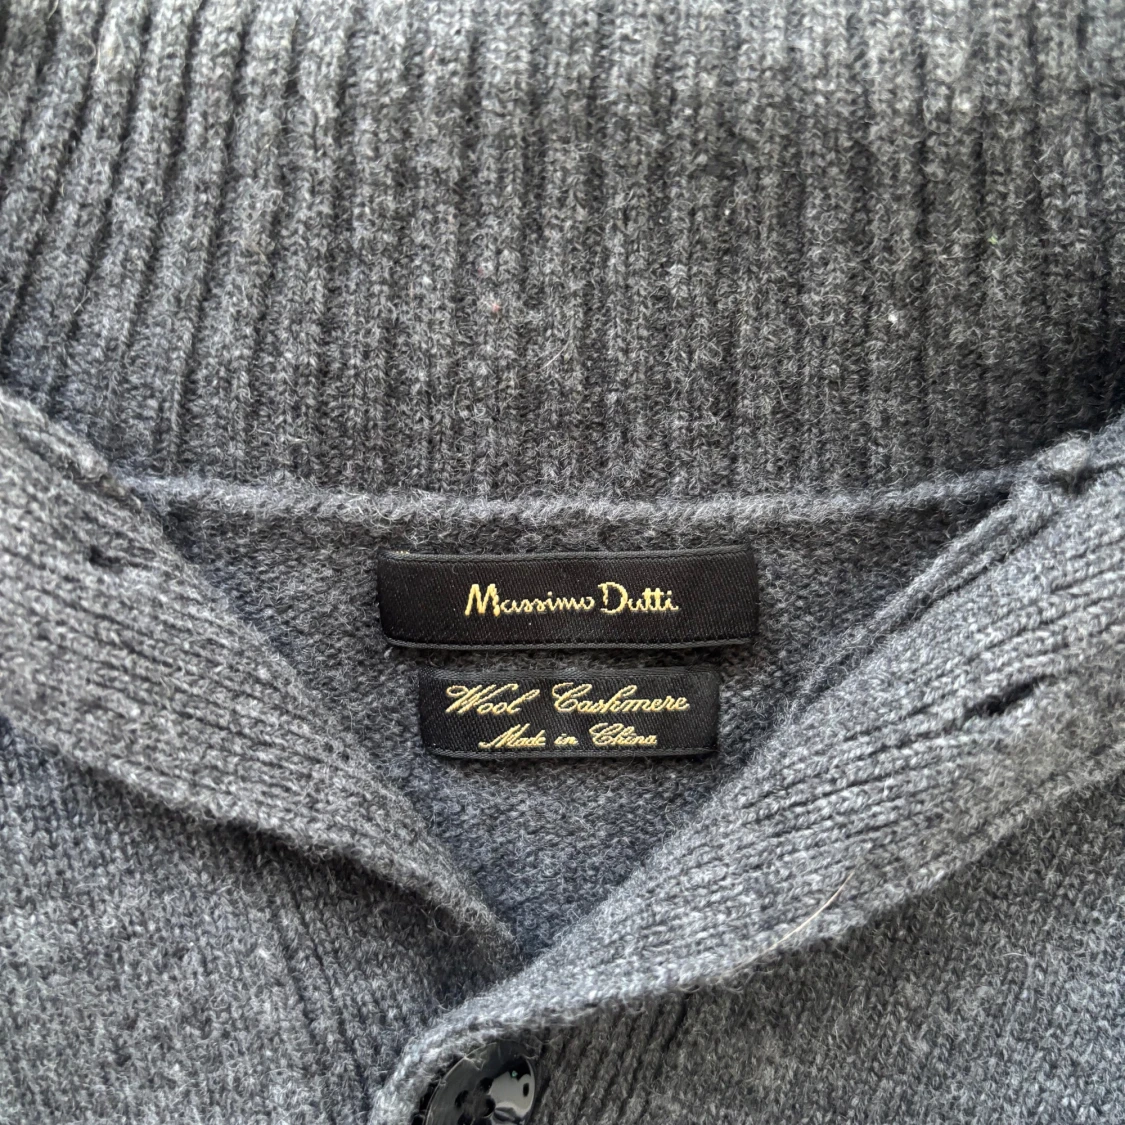 Massimo Dutti
Wool Cashmere
Made in China